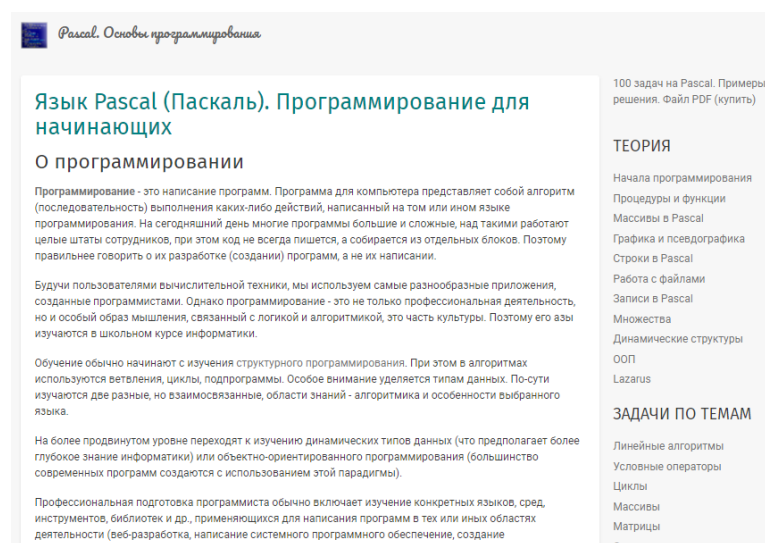 Pascal. Основы программирования
Язык Pascal (Паскаль). Программирование для
начинающих
О программировании
Программирование - это написание программ. Программа для компьютера представляет собой алгоритм
(последовательность) выполнения каких-либо действий, написанный на том или ином языке
программирования. На сегодняшний день многие программы большие и сложные, над такими работают
целые штаты сотрудников, при этом код не всегда пишется, а собирается из отдельных блоков. Поэтому
правильнее говорить о их разработке (создании) программ, а не их написании.
Будучи пользователями вычислительной техники, мы используем самые разнообразные приложения,
созданные программистами. Однако программирование - это не только профессиональная деятельность,
но и особый образ мышления, связанный с логикой и алгоритмикой, это часть культуры. Поэтому его азы
изучаются в школьном курсе информатики.
Обучение обычно начинают с изучения структурного программирования. При этом в алгоритмах
используются ветвления, циклы, подпрограммы. Особое внимание уделяется типам данных. По-сути
изучаются две разные, но взаимосвязанные, области знаний - алгоритмика и особенности выбранного
языка.
На более продвинутом уровне переходят к изучению динамических типов данных (что предполагает более
глубокое знание информатики) или объектно-ориентированного программирования (большинство
современных программ создаются с использованием этой парадигмы).
Профессиональная подготовка программиста обычно включает изучение конкретных языков, сред,
инструментов, библиотек и др., применяющихся для написания программ в тех или иных областях
деятельности (веб-разработка, написание системного программного обеспечение, создание
100 задач на Pascal. Примеры
решения. Файл PDF (купить)
ТЕОРИЯ
Начала программирования
Процедуры и функции
Массивы в Pascal
Графика и псевдографика
Строки в Pascal
Работа с файлами
Записи в Pascal
Множества
Динамические структуры
ООП
Lazarus
ЗАДАЧИ ПО ТЕМАМ
Линейные алгоритмы
Условные операторы
Циклы
Массивы
Матрицы